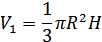 V₁ = 1/3 πR²H